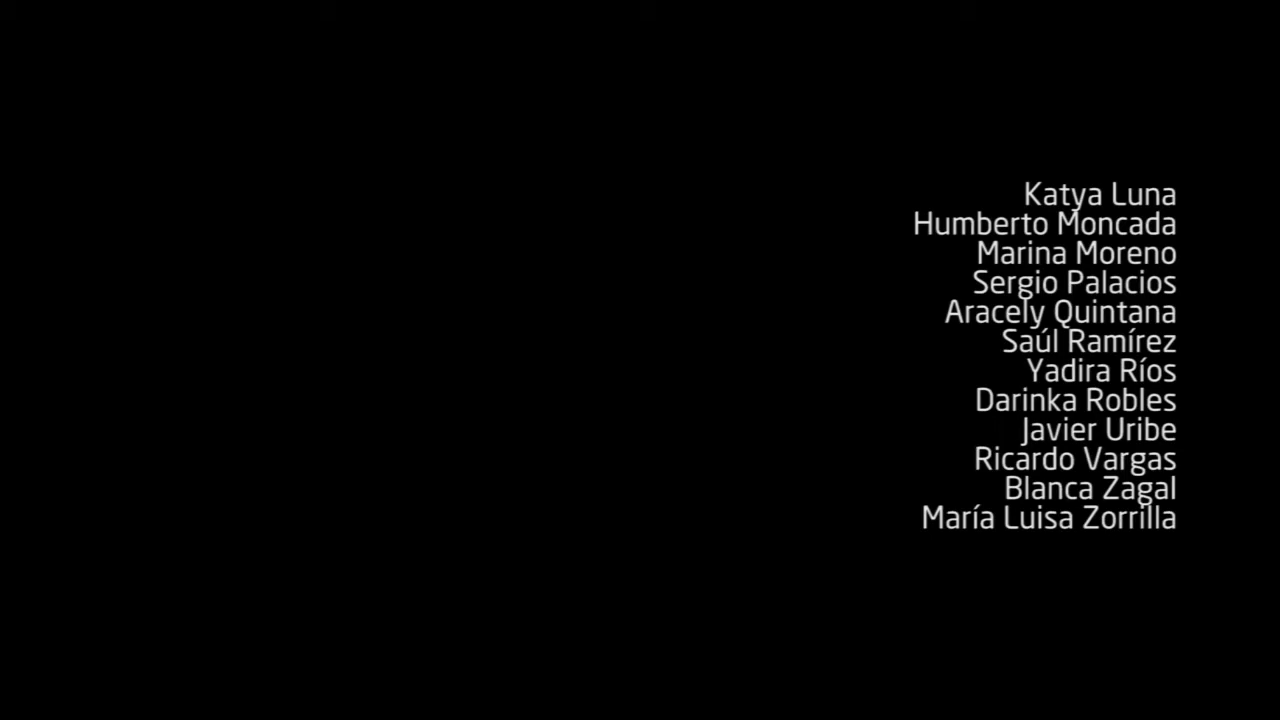 Katya Luna
Humberto Moncada
Marina Moreno
Sergio Palacios
Aracely Quintana
Saúl Ramírez
Yadira Ríos
Darinka Robles
Javier Uribe
Ricardo Vargas
Blanca Zagal
María Luisa Zorrilla